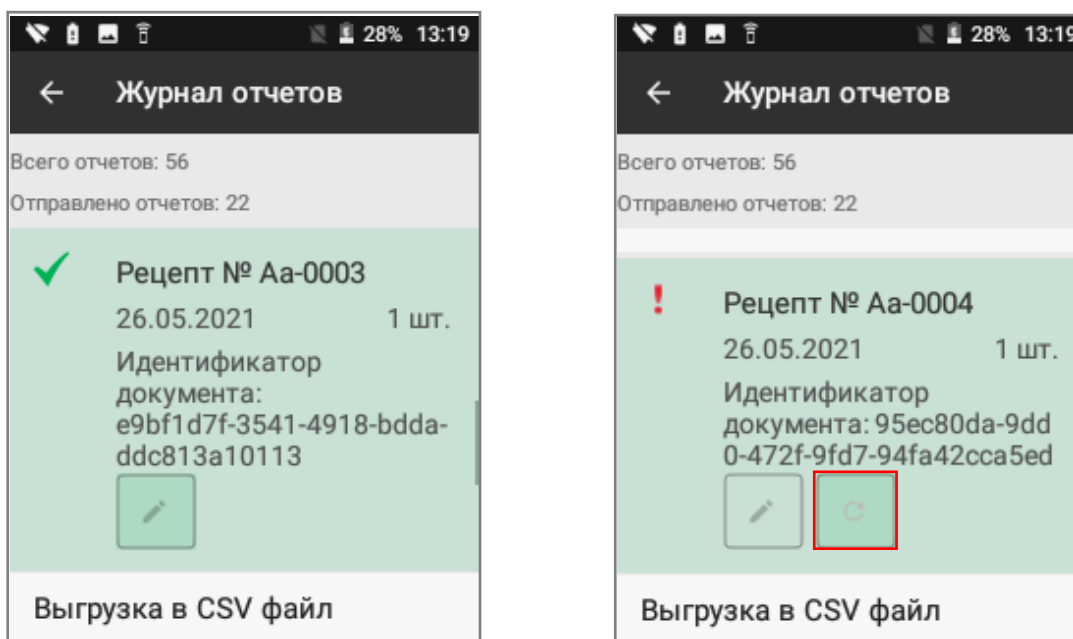 28% 13:19
Журнал отчетов
Всего отчетов: 56
Отправлено отчетов: 22
Рецепт № Аа-0003
26.05.2021 1 шт.
Идентификатор
документа:
e9bf1d7f-3541-4918-bdda-
ddc813a10113
Выгрузка в CSV файл
28% 13:19
Журнал отчетов
Всего отчетов: 56
Отправлено отчетов: 22
Рецепт № Аа-0004
26.05.2021 1 шт.
Идентификатор
документа: 95ec80da-9dd
0-472f-9fd7-94fa42cca5ed
Выгрузка в CSV файл